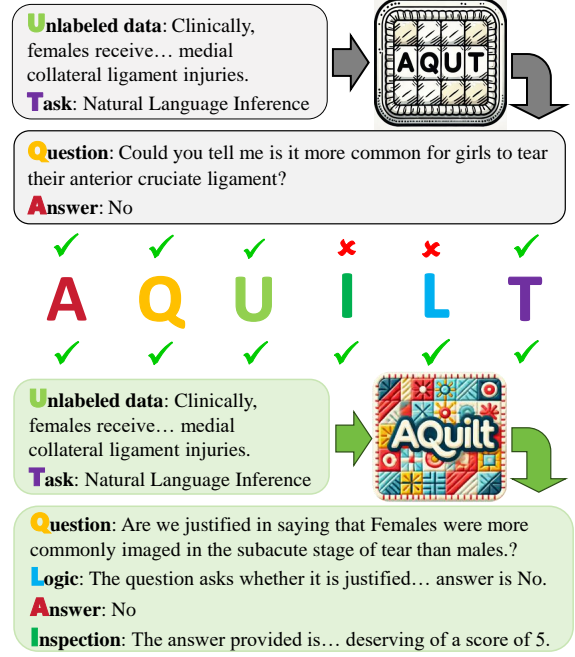 Unlabeled data: Clinically,
females receive… medial
collateral ligament injuries.
Task: Natural Language Inference
AQUT
Question: Could you tell me is it more common for girls to tear
their anterior cruciate ligament?
Answer: No
A Q U I L T
Unlabeled data: Clinically,
females receive… medial
collateral ligament injuries.
Task: Natural Language Inference
AQuilt
Question: Are we justified in saying that Females were more
commonly imaged in the subacute stage of tear than males.?
Logic: The question asks whether it is justified… answer is No.
Answer: No
Inspection: The answer provided is… deserving of a score of 5.